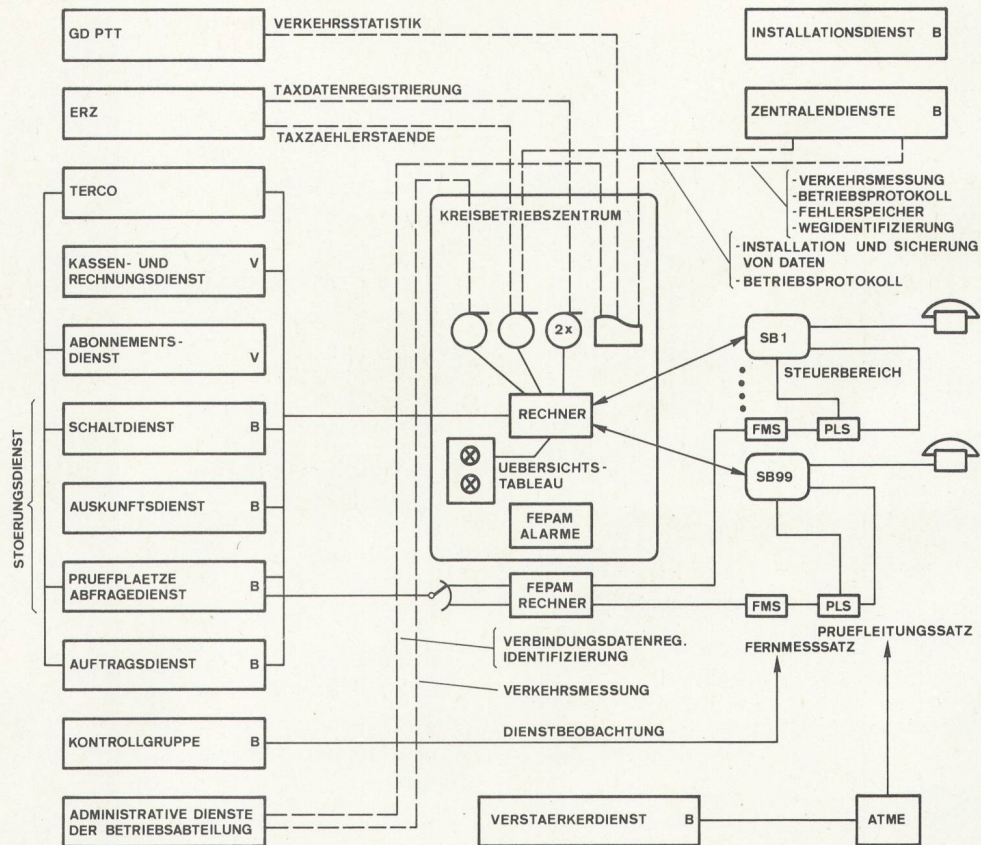 GD PTT
VERKEHRSSTATISTIK
INSTALLATIONSDIENST B
ERZ
TAXDATENREGISTRIERUNG
TAXZAEHLERSTAENDE
ZENTRALENDIENSTE B
TERCO
KREISBETRIEBSZENTRUM
-VERKEHRSMESSUNG
-BETRIEBSPROTOKOLL
-FEHLERSPEICHER
-WEGIDENTIFIZIERUNG
-INSTALLATION UND SICHERUNG
VON DATEN
-BETRIEBSPROTOKOLL
KASSEN- UND V
RECHNUNGSDIENST
ABONNEMENTS-
DIENST V
2x
SB1
STEUERBEREICH
STOERUNGSDIENST
SCHALTDIENST B
RECHNER
FMS
PLS
UEBERSICHTS-
TABLEAU
SB99
AUSKUNFTSDIENST B
FEPAM
ALARME
PRUEFPLAETZE
ABFRAGEDIENST B
FEPAM
RECHNER
FMS
PLS
PRUEFLEITUNGSSATZ
FERNMESSSATZ
AUFTRAGSDIENST B
VERBINDUNGSDATENREG.
IDENTIFIZIERUNG
VERKEHRSMESSUNG
KONTROLLGRUPPE B
DIENSTBEOBACHTUNG
ADMINISTRATIVE DIENSTE
DER BETRIEBSABTEILUNG
VERSTAERKERDIENST B
ATME